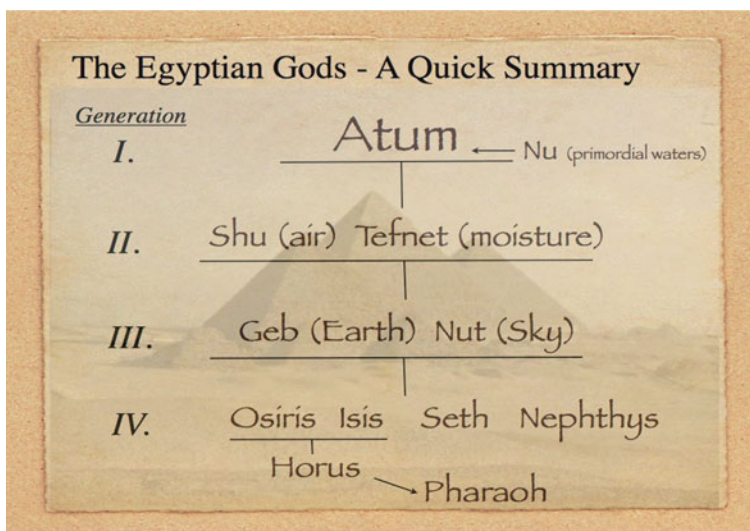 The Egyptian Gods - A Quick Summary
Generation
I. Atum Nu (primordial waters)
II. Shu (air) Tefnet (moisture)
III. Geb (Earth) Nut (Sky)
IV. Osiris Isis Seth Nephthys
Horus
Pharaoh